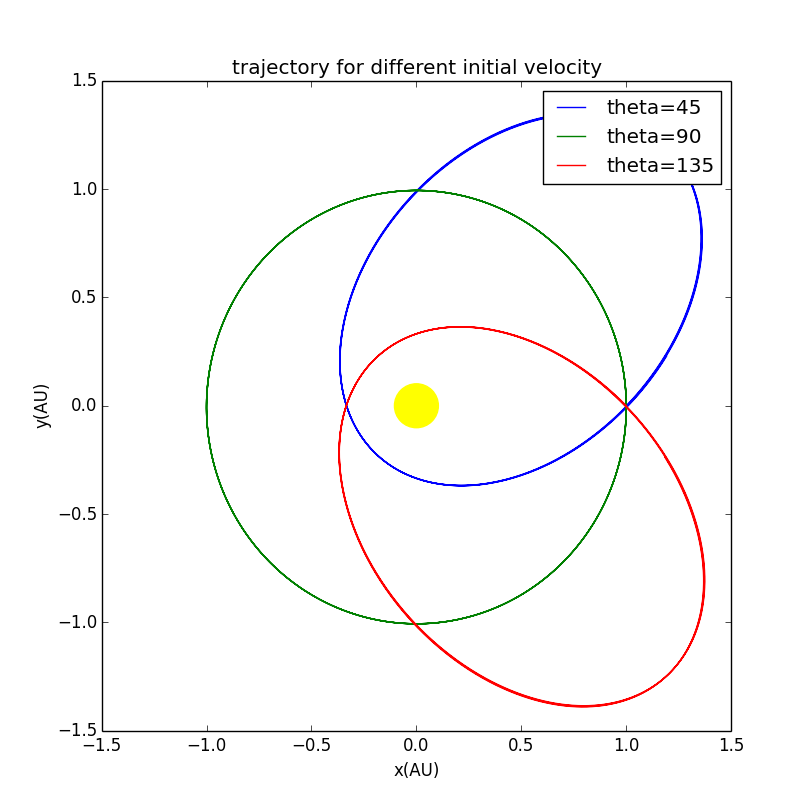 trajectory for different initial velocity
theta=45
theta=90
theta=135
1.5
1.0
0.5
0.0
−0.5
−1.0
−1.5
y(AU)
−1.5 −1.0 −0.5 0.0 0.5 1.0 1.5
x(AU)